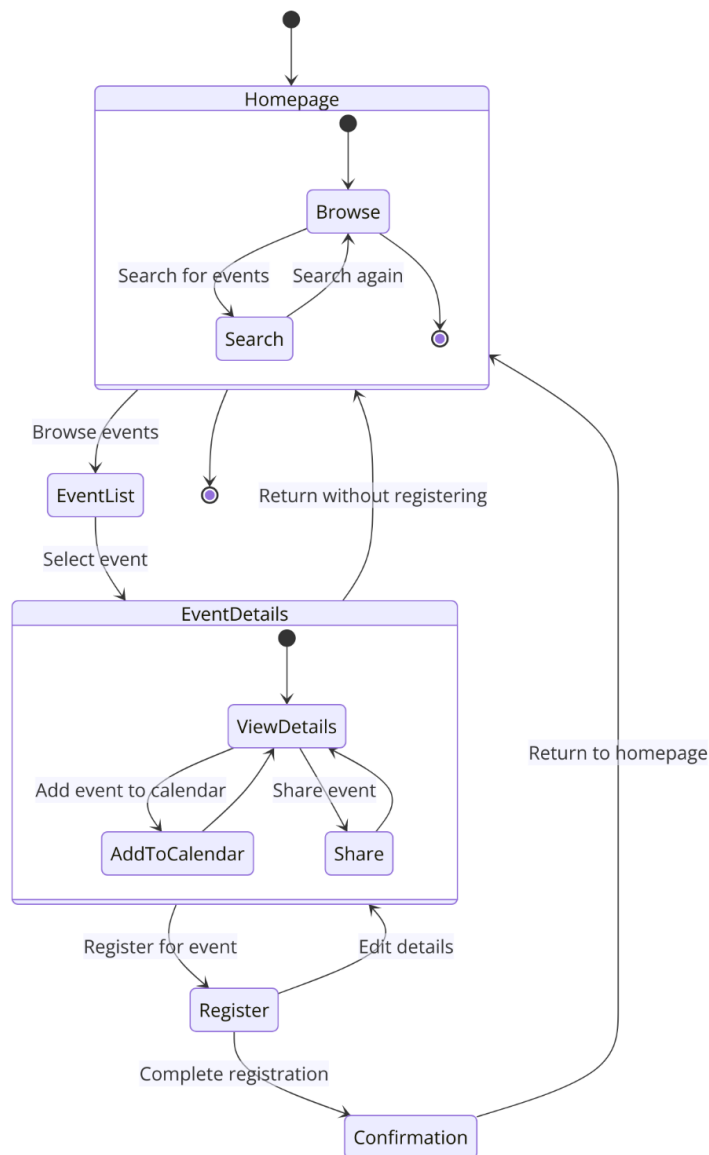 Homepage
Browse
Search for events
Search again
Search
Browse events
EventList
Return without registering
Select event
EventDetails
ViewDetails
Return to homepage
Add event to calendar
Share event
AddToCalendar
Share
Register for event
Edit details
Register
Complete registration
Confirmation